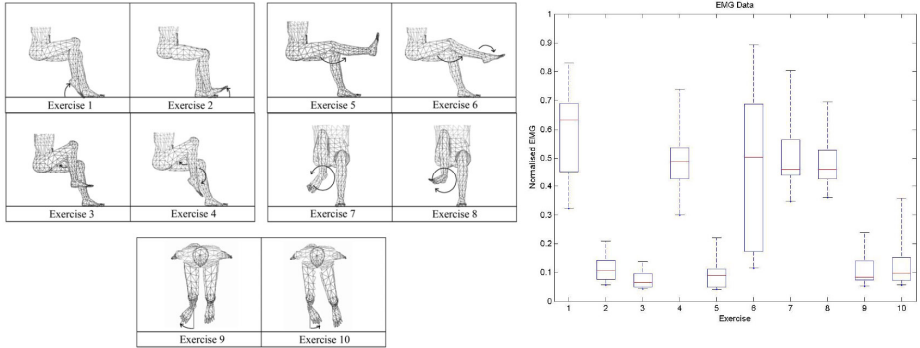 Exercise 1
Exercise 2
Exercise 3
Exercise 4
Exercise 5
Exercise 6
Exercise 7
Exercise 8
Exercise 9
Exercise 10
EMG Data
Normalised EMG
1
0.9
0.8
0.7
0.6
0.5
0.4
0.3
0.2
0.1
0
1 2 3 4 5 6 7 8 9 10
Exercise